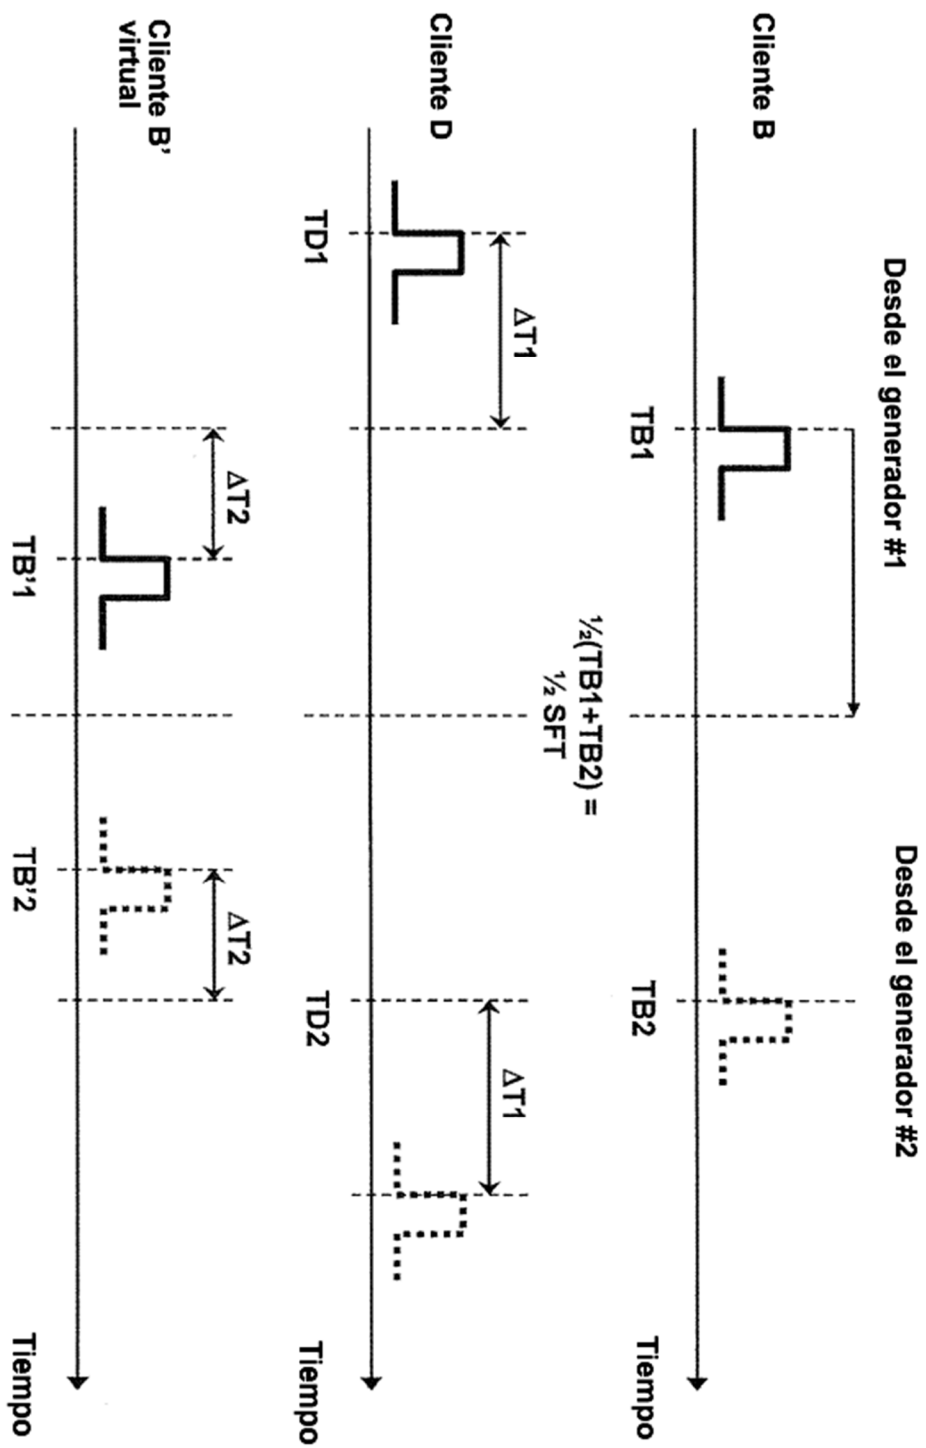 Desde el generador #1
Desde el generador #2
Cliente B
TB1
TB2
Tiempo
½(TB1+TB2) =
½ SFT
Cliente D
ΔT1
ΔT1
TD1
TD2
Tiempo
Cliente B'
virtual
ΔT2
ΔT2
TB'1
TB'2
Tiempo